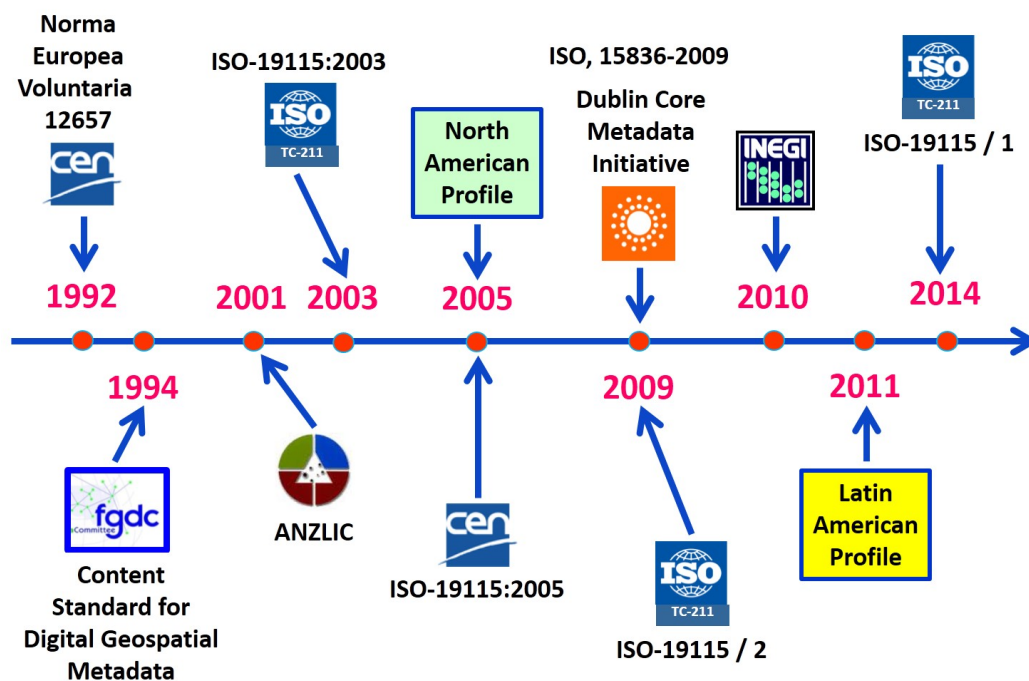 Norma
Europea
Voluntaria
12657
cen
ISO-19115:2003
ISO
TC-211
North
American
Profile
ISO, 15836-2009
Dublin Core
Metadata
Initiative
INEGI
ISO
TC-211
ISO-19115 / 1
1992
2001
2003
2005
2010
2014
1994
2009
2011
fgdc
Committee
Content
Standard for
Digital Geospatial
Metadata
ANZLIC
cen
ISO-19115:2005
ISO
TC-211
ISO-19115 / 2
Latin
American
Profile